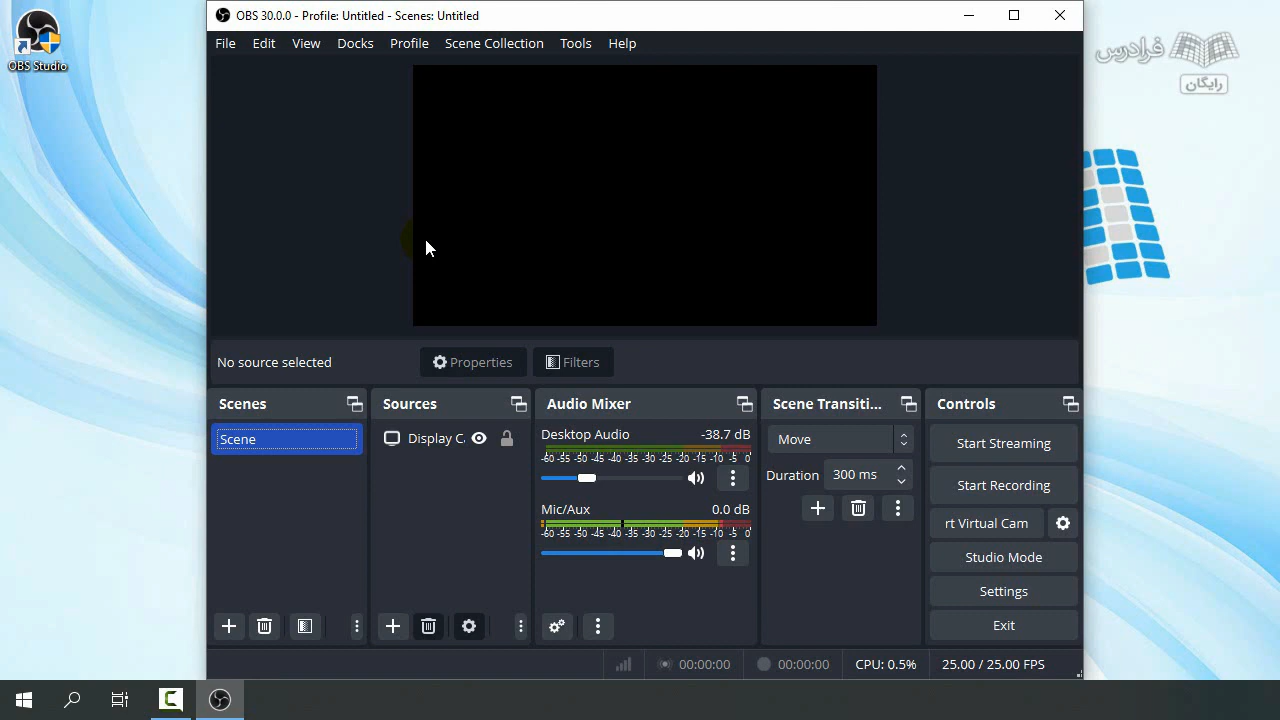 OBS Studio
OBS 30.0.0 - Profile: Untitled - Scenes: Untitled
File Edit View Docks Profile Scene Collection Tools Help
فرادرس
رایگان
No source selected
Properties
Filters
Scenes
Sources
Audio Mixer
Scene Transiti...
Controls
Scene
Display C.
Desktop Audio -38.7 dB
-60 -55 -50 -45 -40 -35 -30 -25 -20 -15 -10 -5 0
Mic/Aux 0.0 dB
-60 -55 -50 -45 -40 -35 -30 -25 -20 -15 -10 -5 0
Move
Duration 300 ms
Start Streaming
Start Recording
rt Virtual Cam
Studio Mode
Settings
Exit
00:00:00
00:00:00
CPU: 0.5%
25.00 / 25.00 FPS